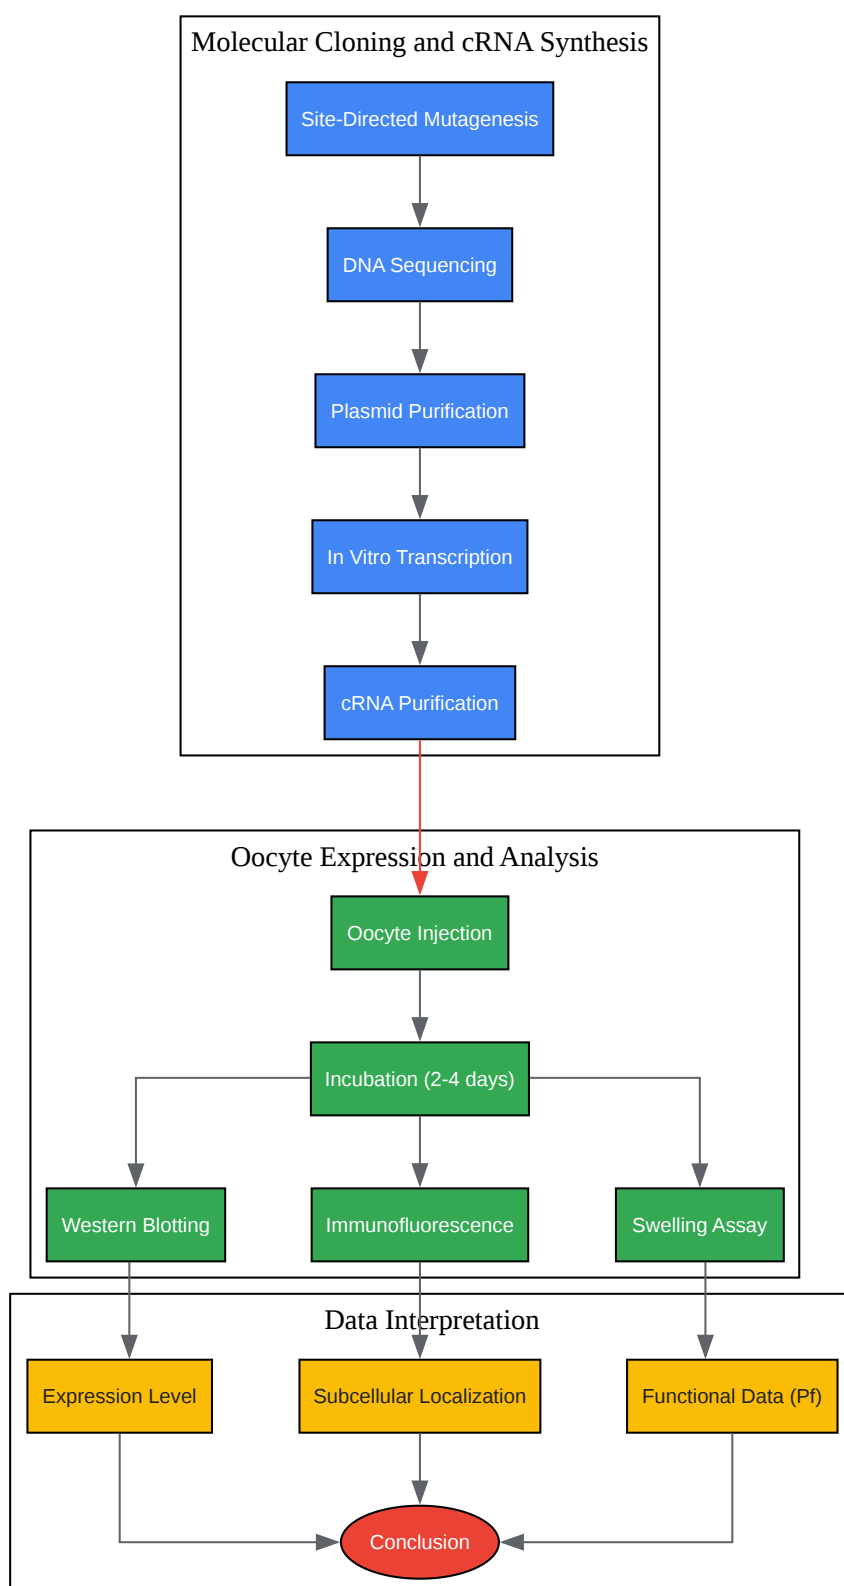 Molecular Cloning and cRNA Synthesis
Site-Directed Mutagenesis
DNA Sequencing
Plasmid Purification
In Vitro Transcription
cRNA Purification
Oocyte Expression and Analysis
Oocyte Injection
Incubation (2-4 days)
Western Blotting
Immunofluorescence
Swelling Assay
Data Interpretation
Expression Level
Subcellular Localization
Functional Data (Pf)
Conclusion